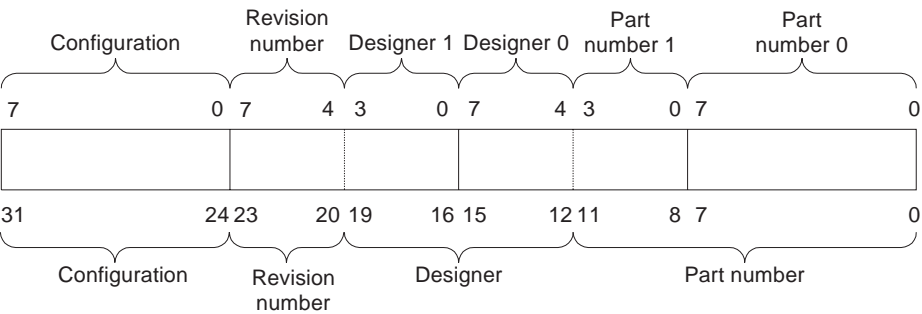 Configuration
Revision
number
Designer 1
Designer 0
Part
number 1
Part
number 0
7 0 7 4 3 0 7 4 3 0 7 0
31 24 23 20 19 16 15 12 11 8 7 0
Configuration
Revision
number
Designer
Part number